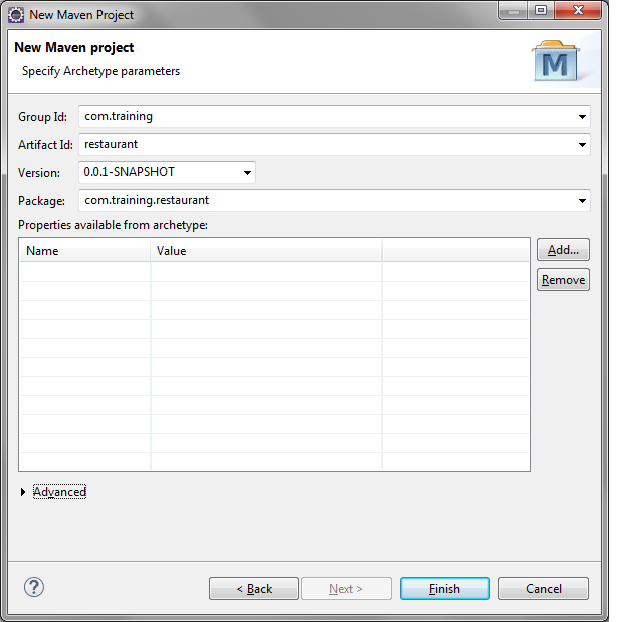 New Maven Project
New Maven project
Specify Archetype parameters
M
Group Id: com.training
Artifact Id: restaurant
Version: 0.0.1-SNAPSHOT
Package: com.training.restaurant
Properties available from archetype:
Name Value
Add...
Remove
Advanced
? < Back Next > Finish Cancel